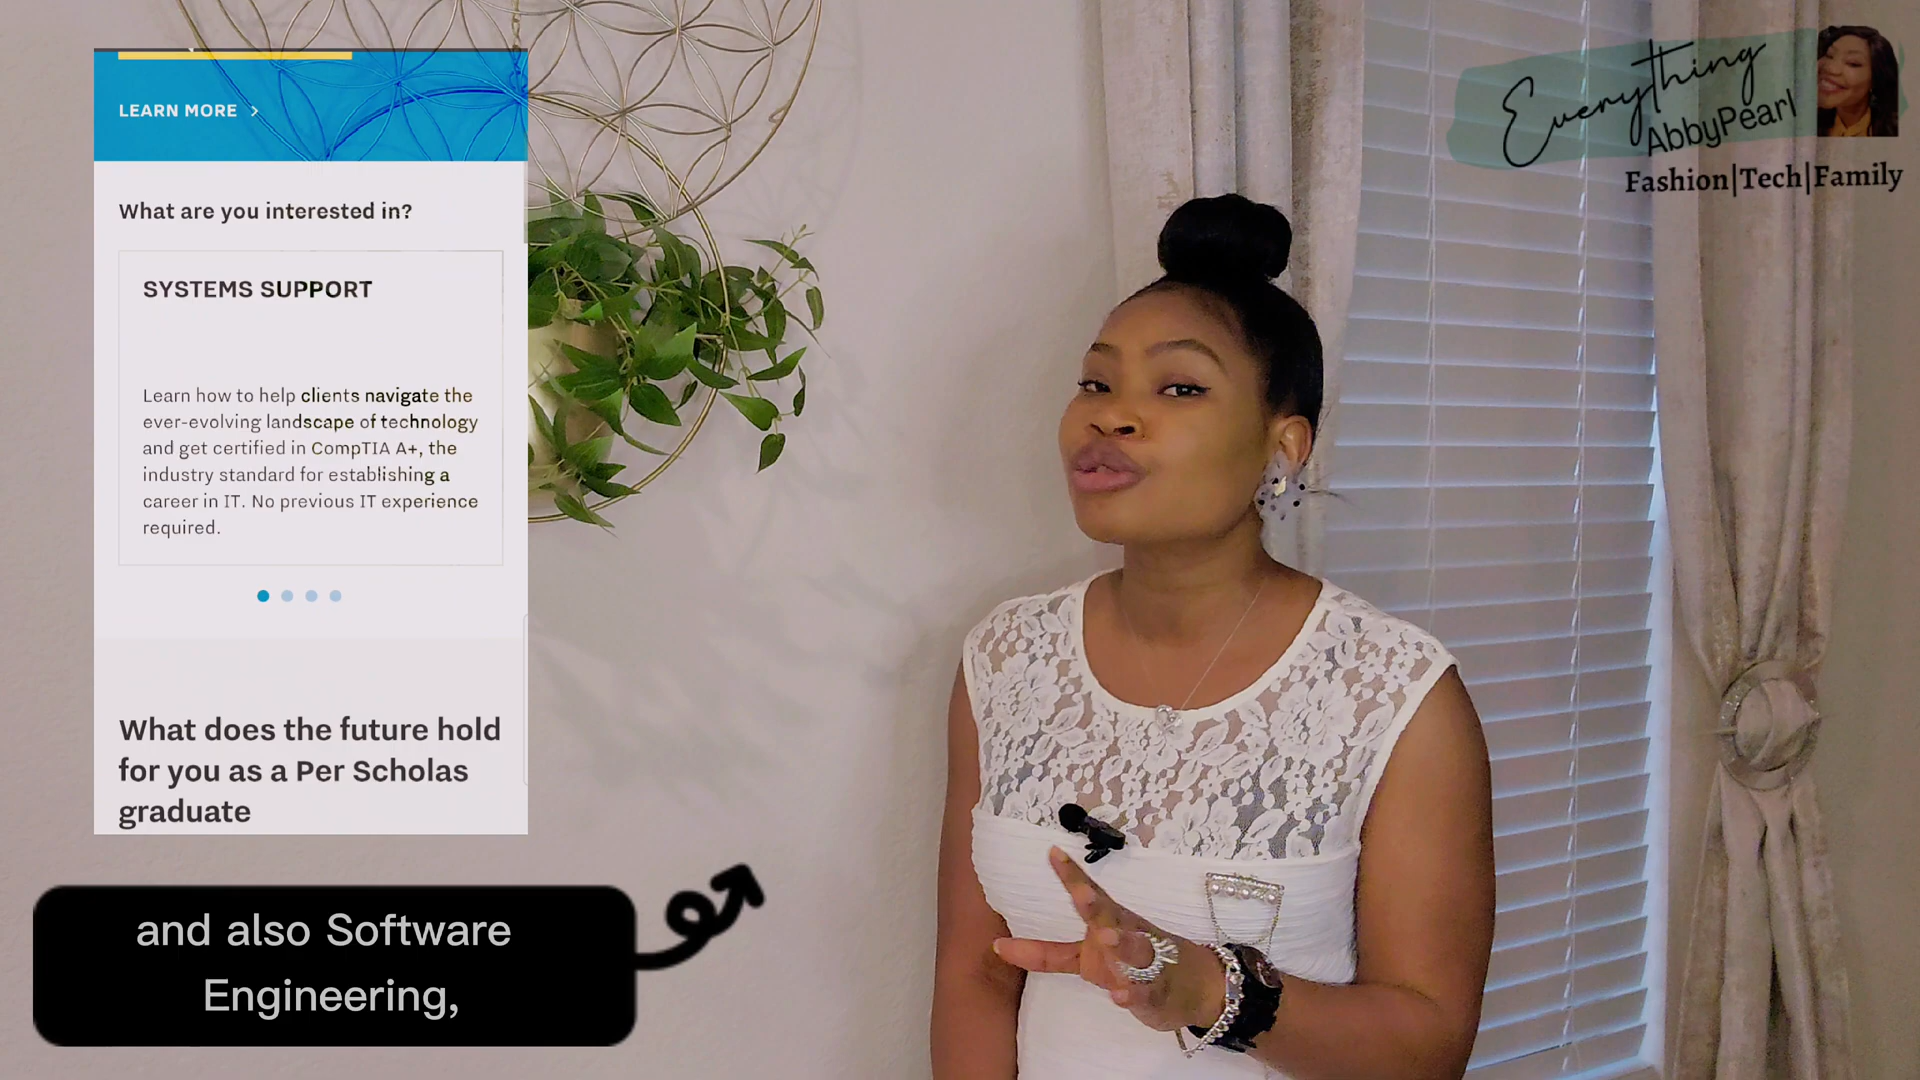 LEARN MORE >
What are you interested in?
SYSTEMS SUPPORT
Learn how to help clients navigate the
ever-evolving landscape of technology
and get certified in CompTIA A+, the
industry standard for establishing a
career in IT. No previous IT experience
required.
What does the future hold
for you as a Per Scholas
graduate
and also Software
Engineering,
Everything
AbbyPearl
Fashion|Tech|Family